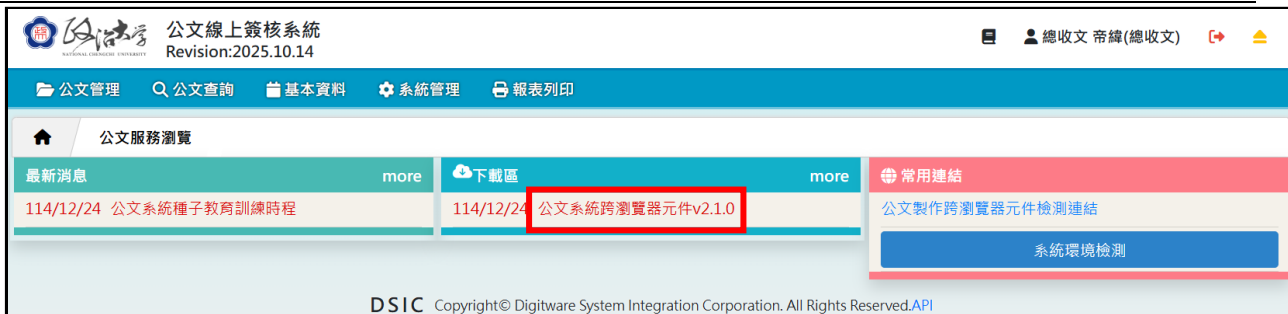 政治大学 公文線上簽核系統
NATIONAL CHENGCHI UNIVERSITY Revision:2025.10.14
總收文 帝緯(總收文)
公文管理 公文查詢 基本資料 系統管理 報表列印
公文服務瀏覽
最新消息 more
114/12/24 公文系統種子教育訓練時程
下載區 more
114/12/24 公文系統跨瀏覽器元件v2.1.0
常用連結
公文製作跨瀏覽器元件檢測連結
系統環境檢測
DSIC Copyright© Digitware System Integration Corporation. All Rights Reserved.API